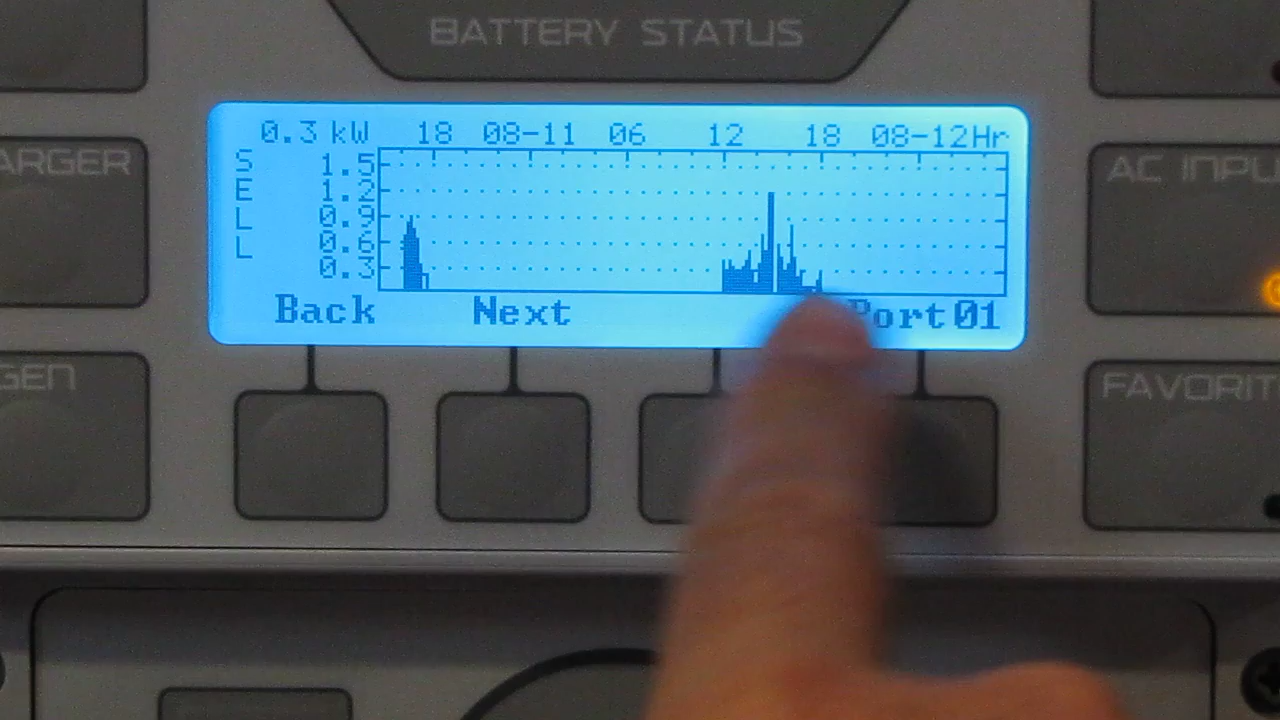 BATTERY STATUS
ARGER
AC INPU
GEN
FAVORIT
0.3 kW 18 08-11 06 12 18 08-12Hr
SELL
1.5
1.2
0.9
0.6
0.3
Back Next Port01